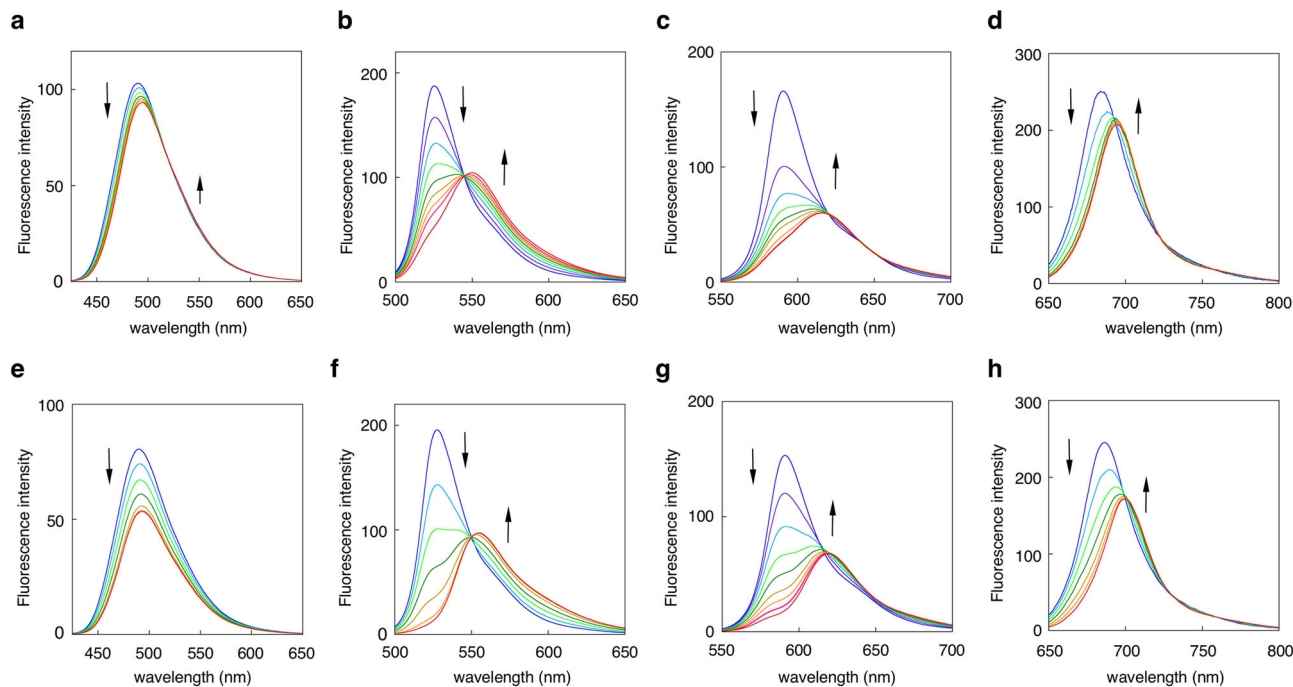 a
b
c
d
Fluorescence intensity
100
50
0
450 500 550 600 650
wavelength (nm)
Fluorescence intensity
200
100
0
500 550 600 650
wavelength (nm)
Fluorescence intensity
200
100
0
550 600 650 700
wavelength (nm)
Fluorescence intensity
300
200
100
0
650 700 750 800
wavelength (nm)
e
f
g
h
Fluorescence intensity
100
50
0
450 500 550 600 650
wavelength (nm)
Fluorescence intensity
200
100
0
500 550 600 650
wavelength (nm)
Fluorescence intensity
200
100
0
550 600 650 700
wavelength (nm)
Fluorescence intensity
300
200
100
0
650 700 750 800
wavelength (nm)